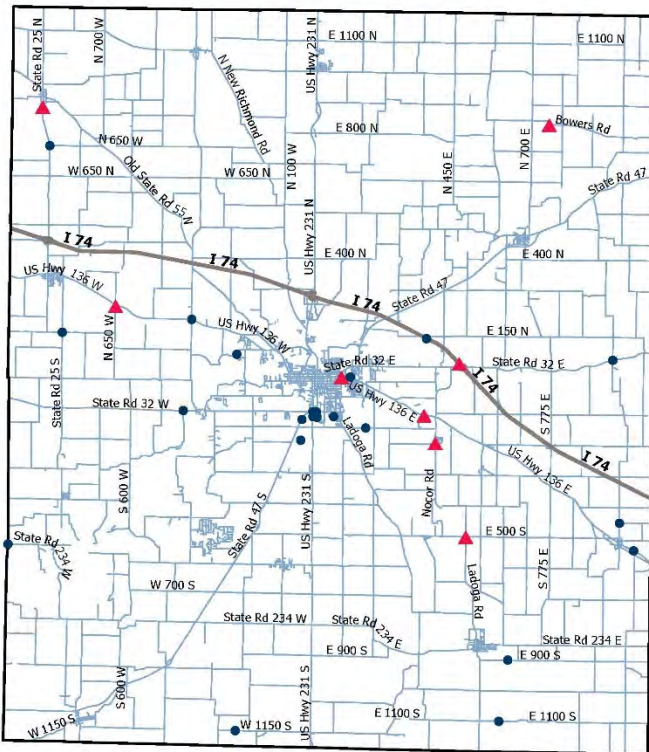 E 1100 N
E 1100 N
State Rd 25 N
N 700 W
N New Richmond Rd
US Hwy 231 N
E 800 N
Bowers Rd
N 650 W
W 650 N
W 650 N
Old State Rd 55 N
N 100 W
N 450 E
N 700 E
State Rd 47
I 74
I 74
US Hwy 231 N
E 400 N
E 400 N
US Hwy 136 W
I 74
State Rd 47
N 650 W
US Hwy 136 W
E 150 N
State Rd 32 E
State Rd 32 E
State Rd 25 S
I 74
US Hwy 136 E
State Rd 32 W
Ladoga Rd
S 775 E
I 74
US Hwy 136 E
S 600 W
State Rd 47 S
US Hwy 231 S
Nocor Rd
E 500 S
State Rd 234 W
W 700 S
Ladoga Rd
S 775 E
State Rd 234 W
State Rd 234 E
State Rd 234 E
E 900 S
E 900 S
S 600 W
US Hwy 231 S
W 1150 S
W 1150 S
E 1100 S
E 1100 S